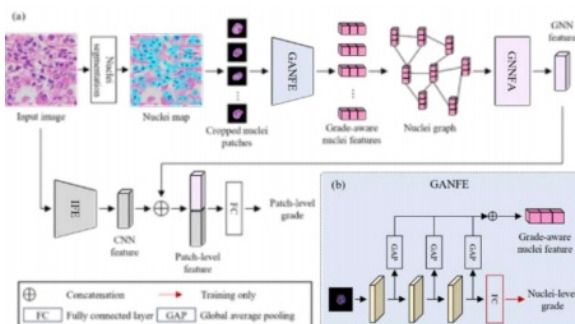 (a)
Input image
Nuclei segmentation
Nuclei map
Cropped nuclei patches
GANFE
Grade-aware nuclei features
Nuclei graph
GNNFA
GNN feature
IFE
CNN feature
Patch-level feature
FC
Patch-level grade
Concatenation
Training only
FC
Fully connected layer
GAP
Global average pooling
(b)
GANFE
GAP
GAP
GAP
Grade-aware nuclei feature
FC
Nuclei-level grade